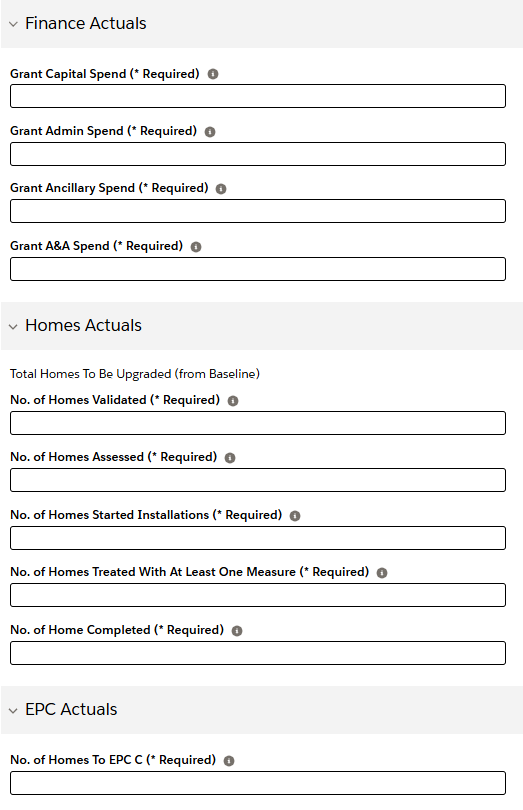 Finance Actuals
Grant Capital Spend (* Required)
Grant Admin Spend (* Required)
Grant Ancillary Spend (* Required)
Grant A&A Spend (* Required)
Homes Actuals
Total Homes To Be Upgraded (from Baseline)
No. of Homes Validated (* Required)
No. of Homes Assessed (* Required)
No. of Homes Started Installations (* Required)
No. of Homes Treated With At Least One Measure (* Required)
No. of Home Completed (* Required)
EPC Actuals
No. of Homes To EPC C (* Required)